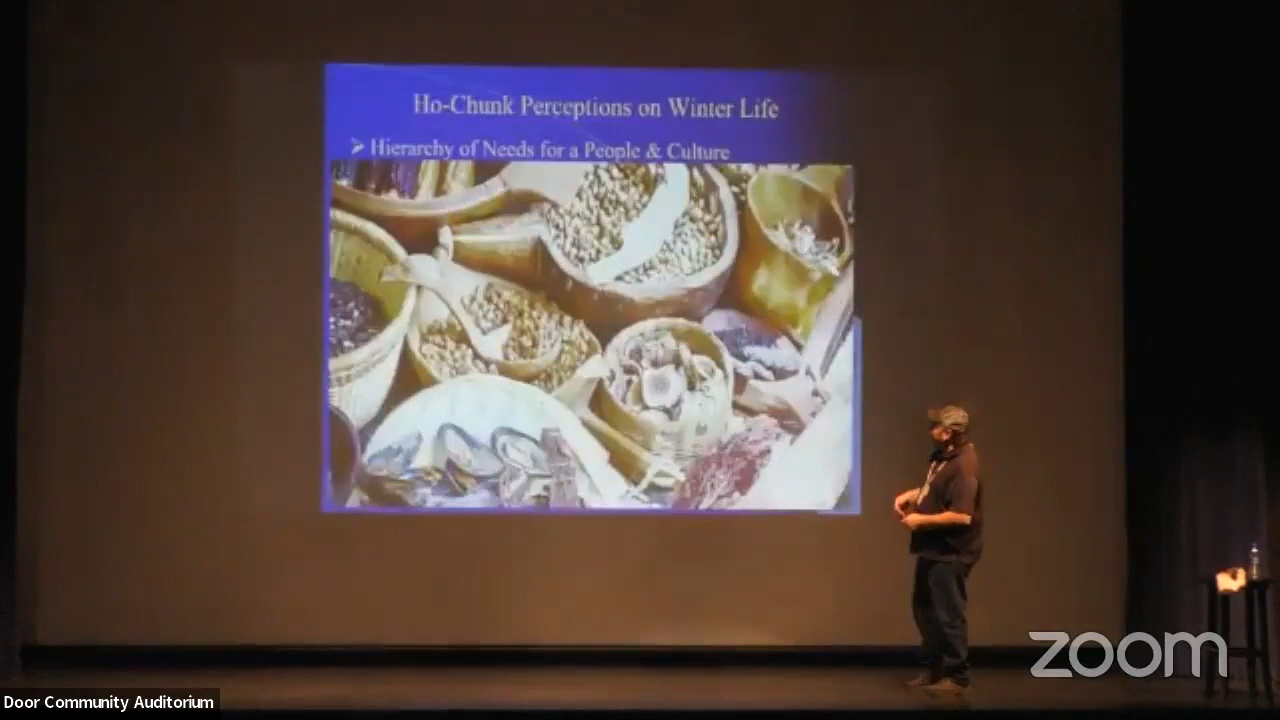 Ho-Chunk Perceptions on Winter Life
➢ Hierarchy of Needs for a People & Culture
zoom
Door Community Auditorium